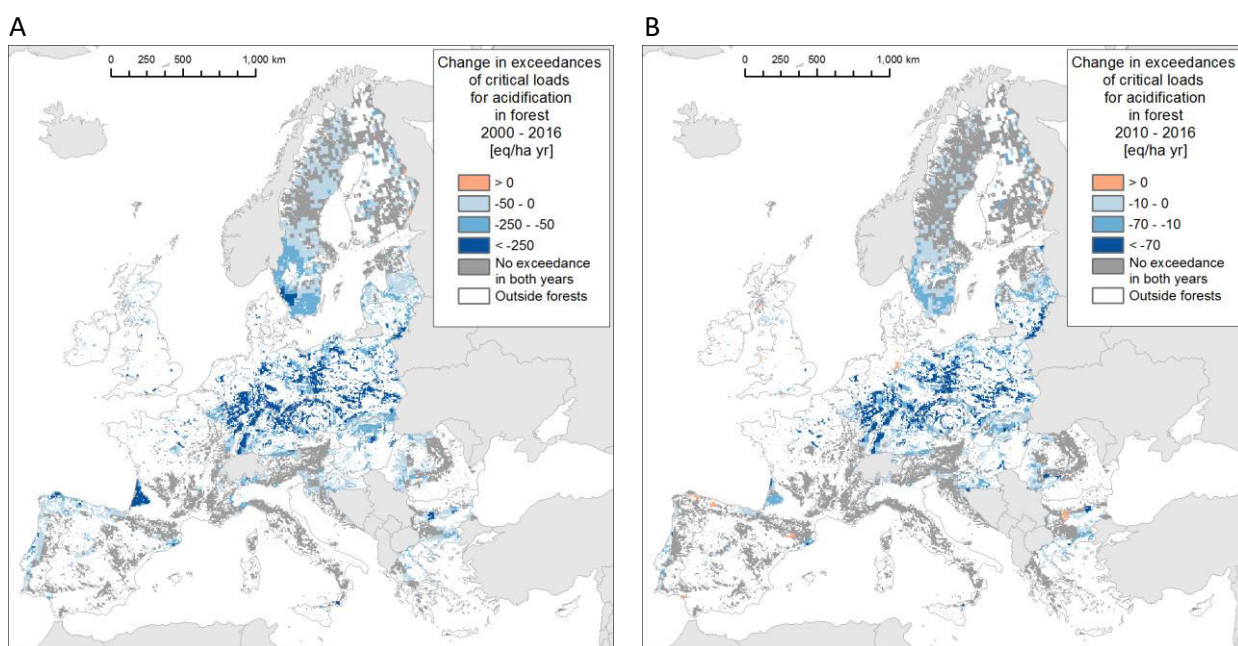 A
0 250 500 1,000 km
Change in exceedances
of critical loads
for acidification
in forest
2000 - 2016
[eq/ha yr]
> 0
-50 - 0
-250 - -50
< -250
No exceedance
in both years
Outside forests
B
0 250 500 1,000 km
Change in exceedances
of critical loads
for acidification
in forest
2010 - 2016
[eq/ha yr]
> 0
-10 - 0
-70 - -10
< -70
No exceedance
in both years
Outside forests